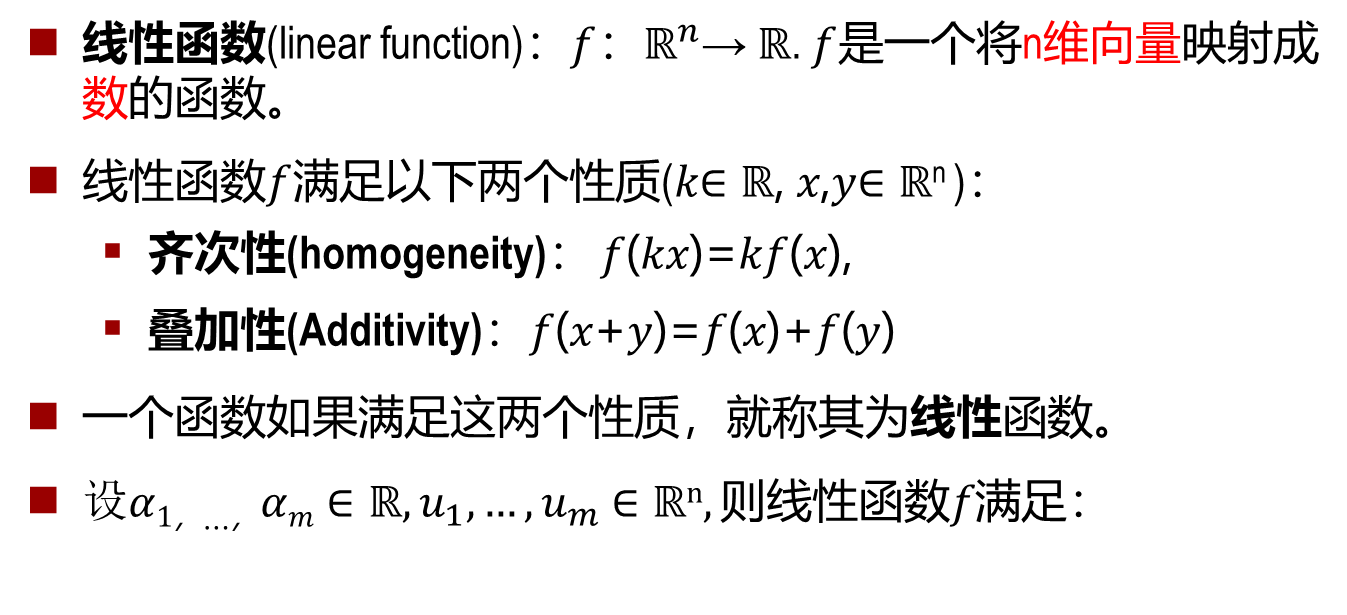 线性函数(linear function)：𝑓：ℝⁿ→ ℝ. 𝑓是一个将n维向量映射成
数的函数。
线性函数𝑓满足以下两个性质(𝑘∈ ℝ, 𝑥,𝑦∈ ℝⁿ )：
齐次性(homogeneity)：𝑓(𝑘𝑥)=𝑘𝑓(𝑥),
叠加性(Additivity)：𝑓(𝑥+𝑦)=𝑓(𝑥)+𝑓(𝑦)
一个函数如果满足这两个性质，就称其为线性函数。
设𝛼₁, …, 𝛼ₘ ∈ ℝ, 𝑢₁, … , 𝑢ₘ ∈ ℝⁿ, 则线性函数𝑓满足：